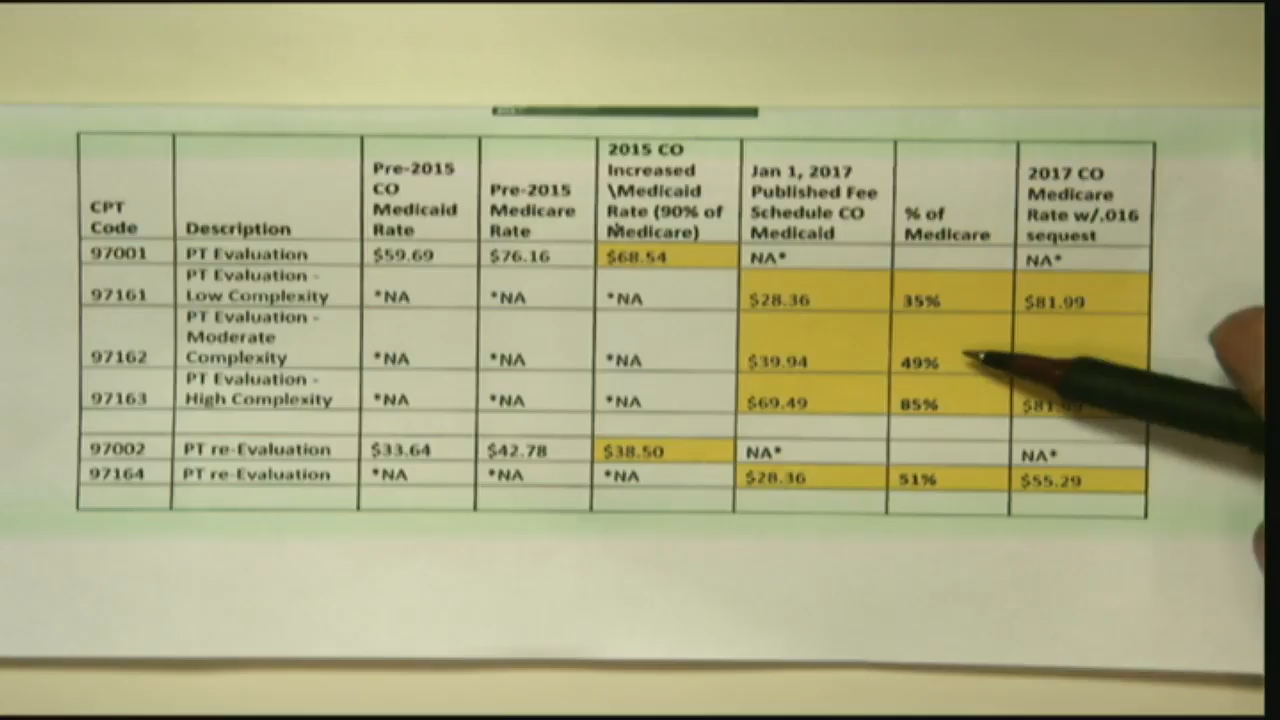 CPT Code Description Pre-2015 CO Medicaid Rate Pre-2015 Medicare Rate 2015 CO Increased \Medicaid Rate (90% of Medicare) Jan 1, 2017 Published Fee Schedule CO Medicaid % of Medicare 2017 CO Medicare Rate w/.016 sequest
97001 PT Evaluation $59.69 $76.16 $68.54 NA* NA*
97161 PT Evaluation - Low Complexity *NA *NA *NA $28.36 35% $81.99
97162 PT Evaluation - Moderate Complexity *NA *NA *NA $39.94 49%
97163 PT Evaluation - High Complexity *NA *NA *NA $69.49 85%
97002 PT re-Evaluation $33.64 $42.78 $38.50 NA* NA*
97164 PT re-Evaluation *NA *NA *NA $28.36 51% $55.29